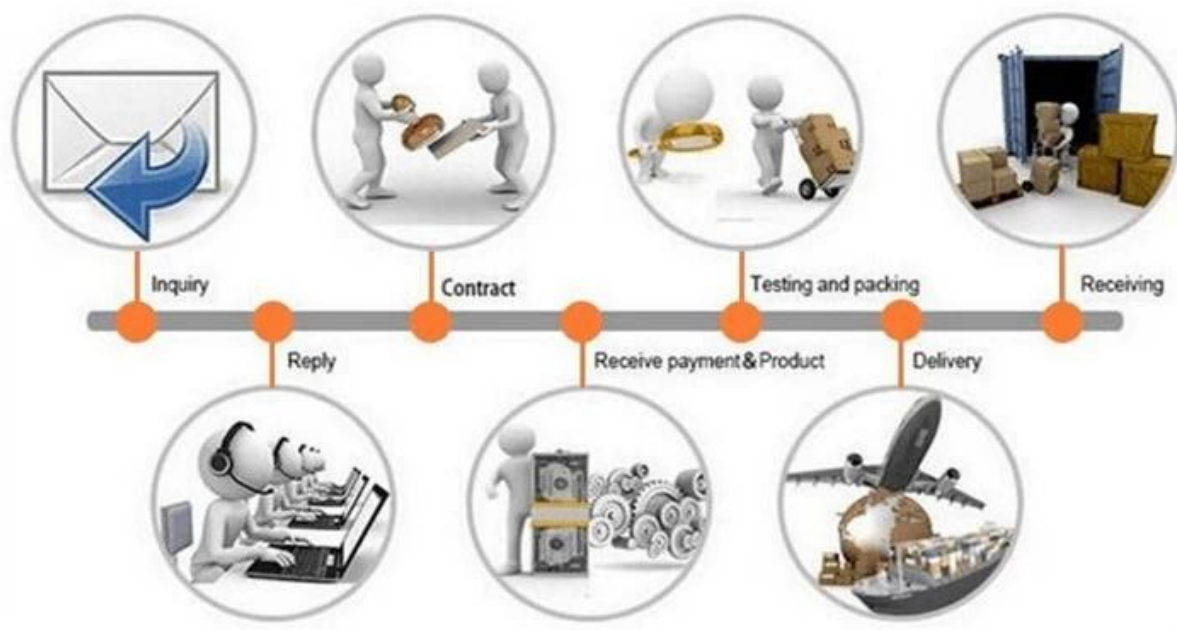 Inquiry
Reply
Contract
Receive payment&Product
Testing and packing
Delivery
Receiving